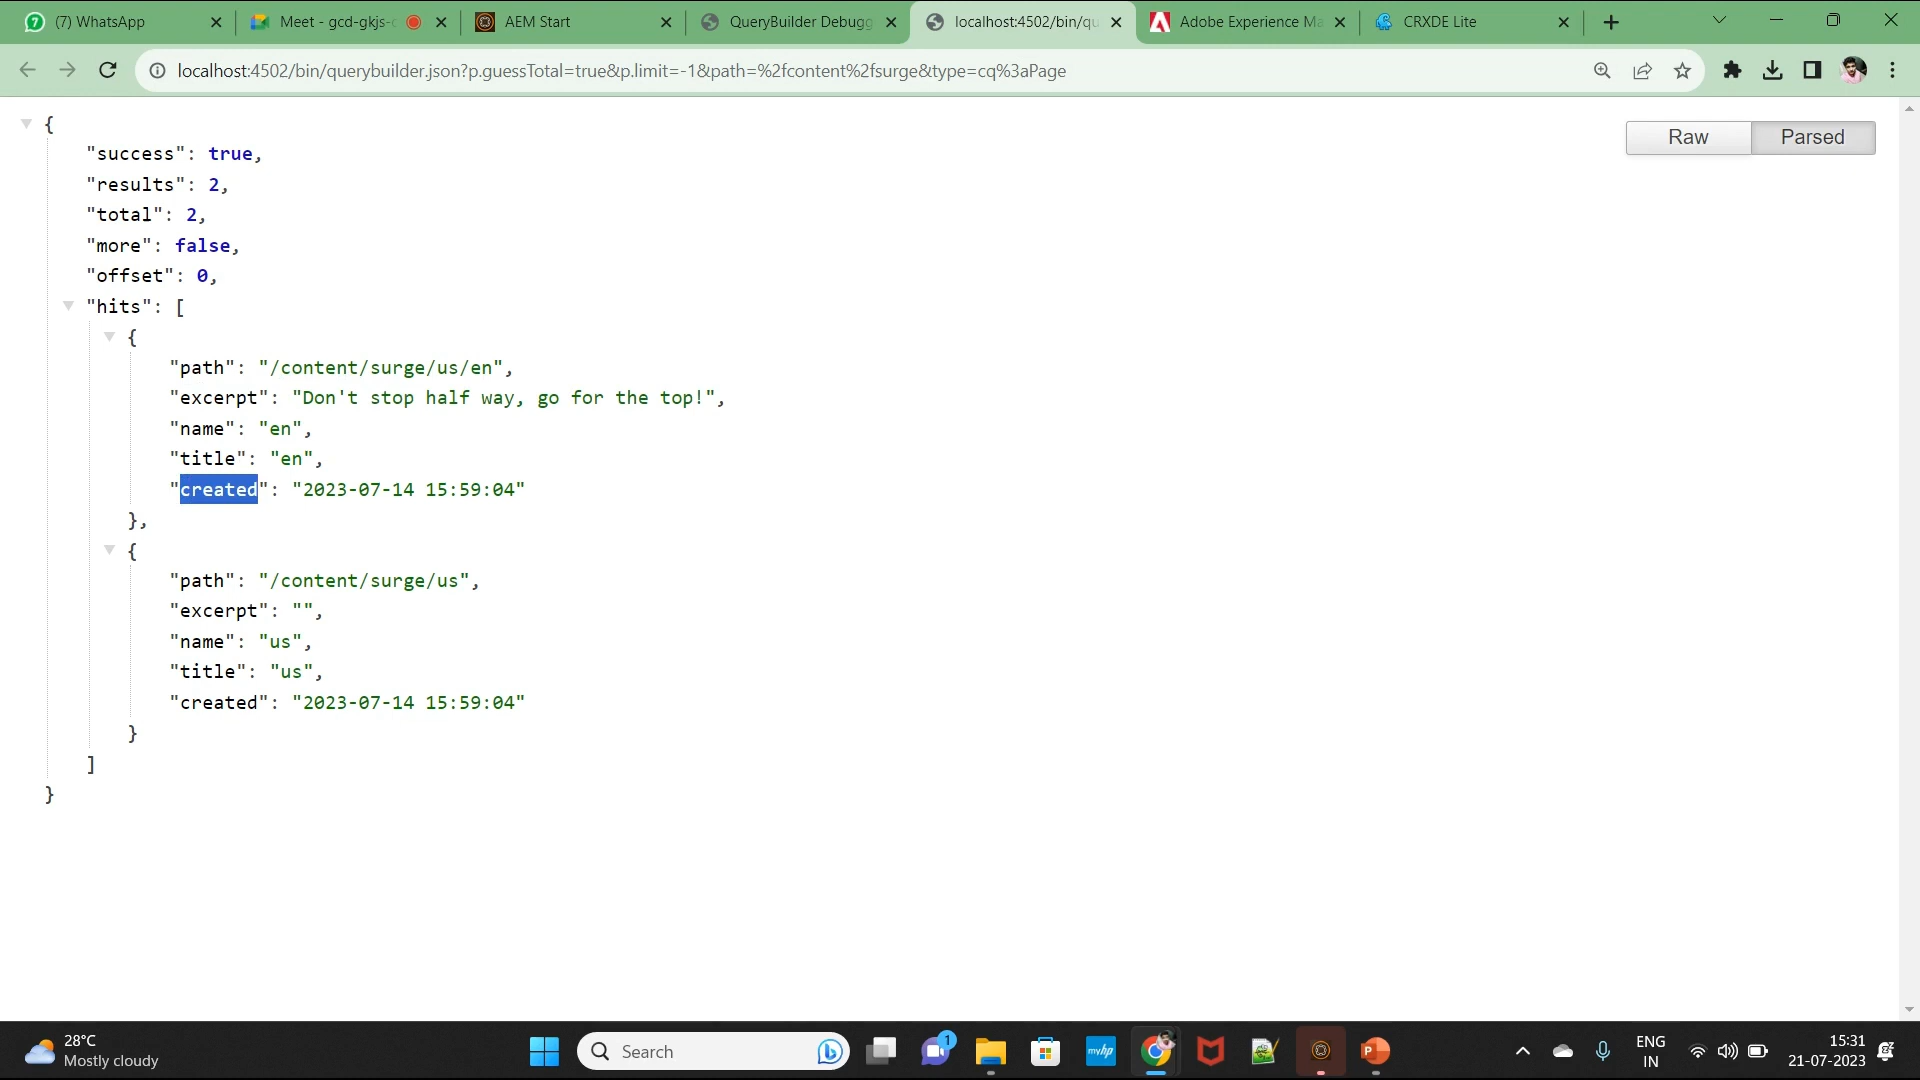 (7) WhatsApp
Meet - gcd-gkjs-
AEM Start
QueryBuilder Debugg
localhost:4502/bin/qu
Adobe Experience Ma
CRXDE Lite
localhost:4502/bin/querybuilder.json?p.guessTotal=true&p.limit=-1&path=%2fcontent%2fsurge&type=cq%3aPage
Raw
Parsed
{
"success": true,
"results": 2,
"total": 2,
"more": false,
"offset": 0,
"hits": [
{
"path": "/content/surge/us/en",
"excerpt": "Don't stop half way, go for the top!",
"name": "en",
"title": "en",
"created": "2023-07-14 15:59:04"
},
{
"path": "/content/surge/us",
"excerpt": "",
"name": "us",
"title": "us",
"created": "2023-07-14 15:59:04"
}
]
}
28°C
Mostly cloudy
Search
1
myhp
ENG
IN
15:31
21-07-2023